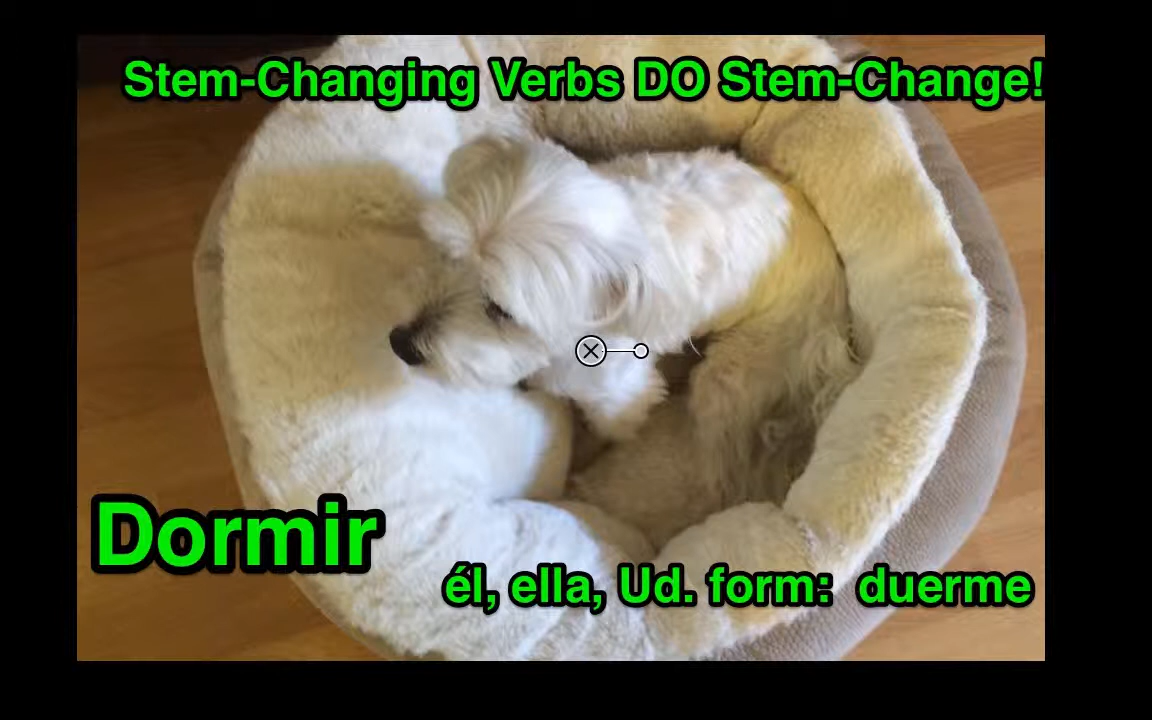 Stem-Changing Verbs DO Stem-Change!
Dormir
él, ella, Ud. form: duerme